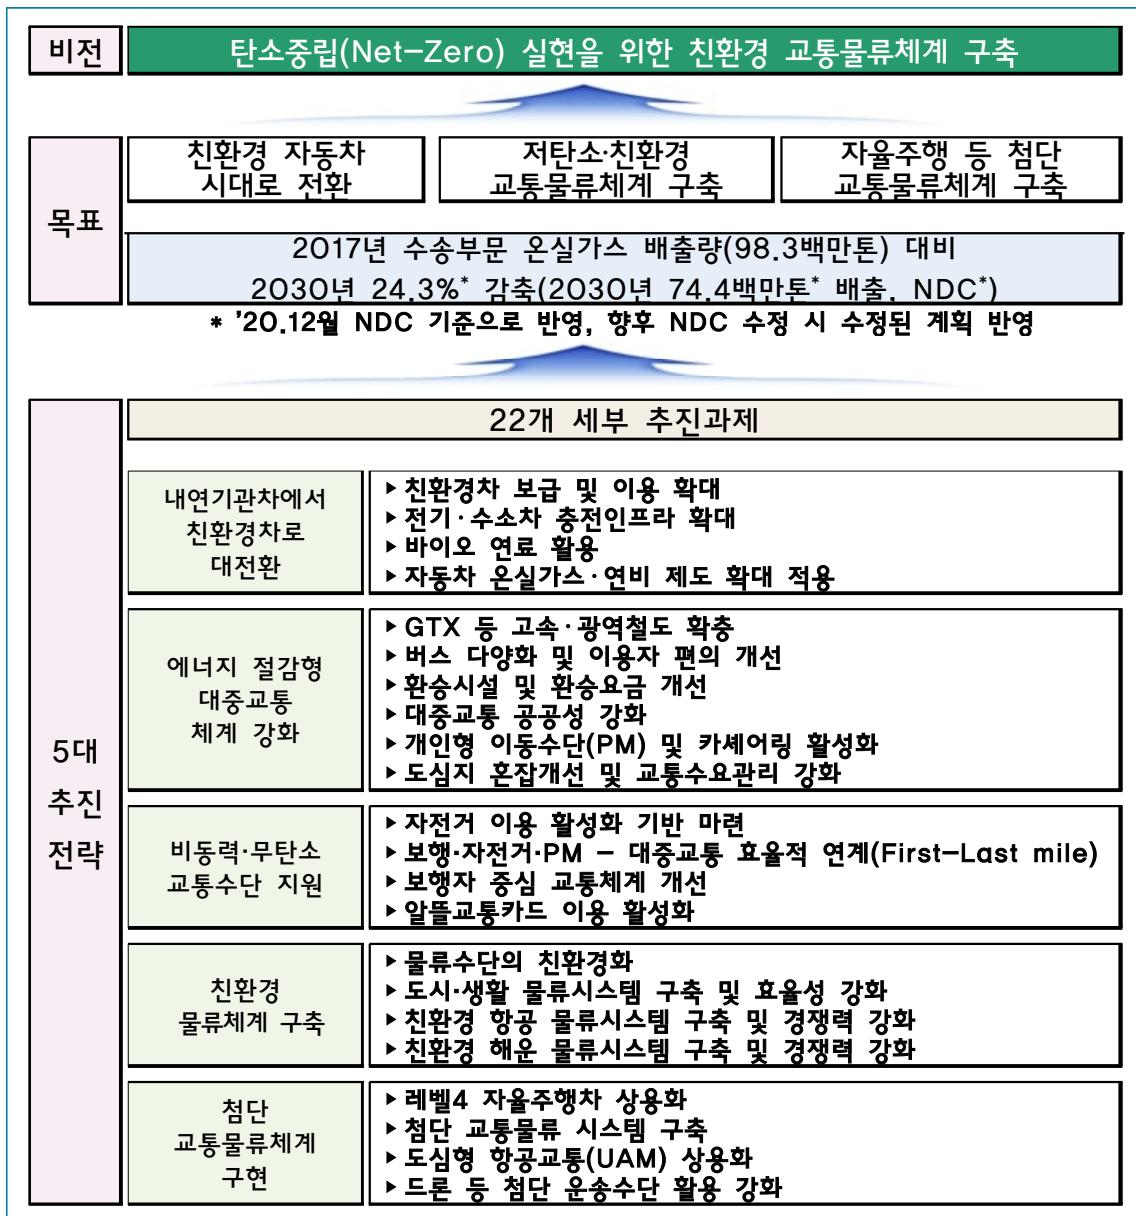 비전
탄소중립(Net-Zero) 실현을 위한 친환경 교통물류체계 구축
목표
친환경 자동차
시대로 전환
저탄소·친환경
교통물류체계 구축
자율주행 등 첨단
교통물류체계 구축
2017년 수송부문 온실가스 배출량(98.3백만톤) 대비
2030년 24.3%* 감축(2030년 74.4백만톤* 배출, NDC*)
* '20.12월 NDC 기준으로 반영, 향후 NDC 수정 시 수정된 계획 반영
5대
추진
전략
22개 세부 추진과제
내연기관차에서
친환경차로
대전환
▸친환경차 보급 및 이용 확대
▸전기·수소차 충전인프라 확대
▸바이오 연료 활용
▸자동차 온실가스·연비 제도 확대 적용
에너지 절감형
대중교통
체계 강화
▸GTX 등 고속·광역철도 확충
▸버스 다양화 및 이용자 편의 개선
▸환승시설 및 환승요금 개선
▸대중교통 공공성 강화
▸개인형 이동수단(PM) 및 카셰어링 활성화
▸도심지 혼잡개선 및 교통수요관리 강화
비동력·무탄소
교통수단 지원
▸자전거 이용 활성화 기반 마련
▸보행·자전거·PM – 대중교통 효율적 연계(First-Last mile)
▸보행자 중심 교통체계 개선
▸알뜰교통카드 이용 활성화
친환경
물류체계 구축
▸물류수단의 친환경화
▸도시·생활 물류시스템 구축 및 효율성 강화
▸친환경 항공 물류시스템 구축 및 경쟁력 강화
▸친환경 해운 물류시스템 구축 및 경쟁력 강화
첨단
교통물류체계
구현
▸레벨4 자율주행차 상용화
▸첨단 교통물류 시스템 구축
▸도심형 항공교통(UAM) 상용화
▸드론 등 첨단 운송수단 활용 강화